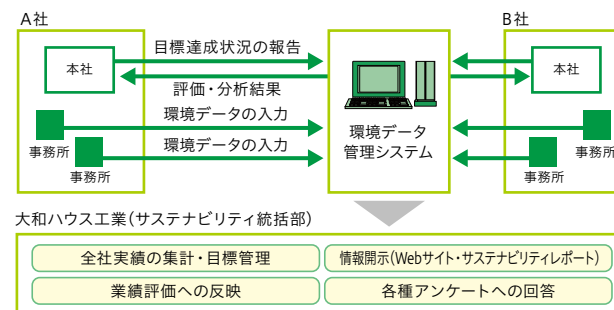 A社
B社
目標達成状況の報告
本社
本社
評価・分析結果
環境データの入力
環境データ
管理システム
事務所
事務所
環境データの入力
事務所
事務所
大和ハウス工業(サステナビリティ統括部)
全社実績の集計・目標管理
情報開示(Webサイト・サステナビリティレポート)
業績評価への反映
各種アンケートへの回答